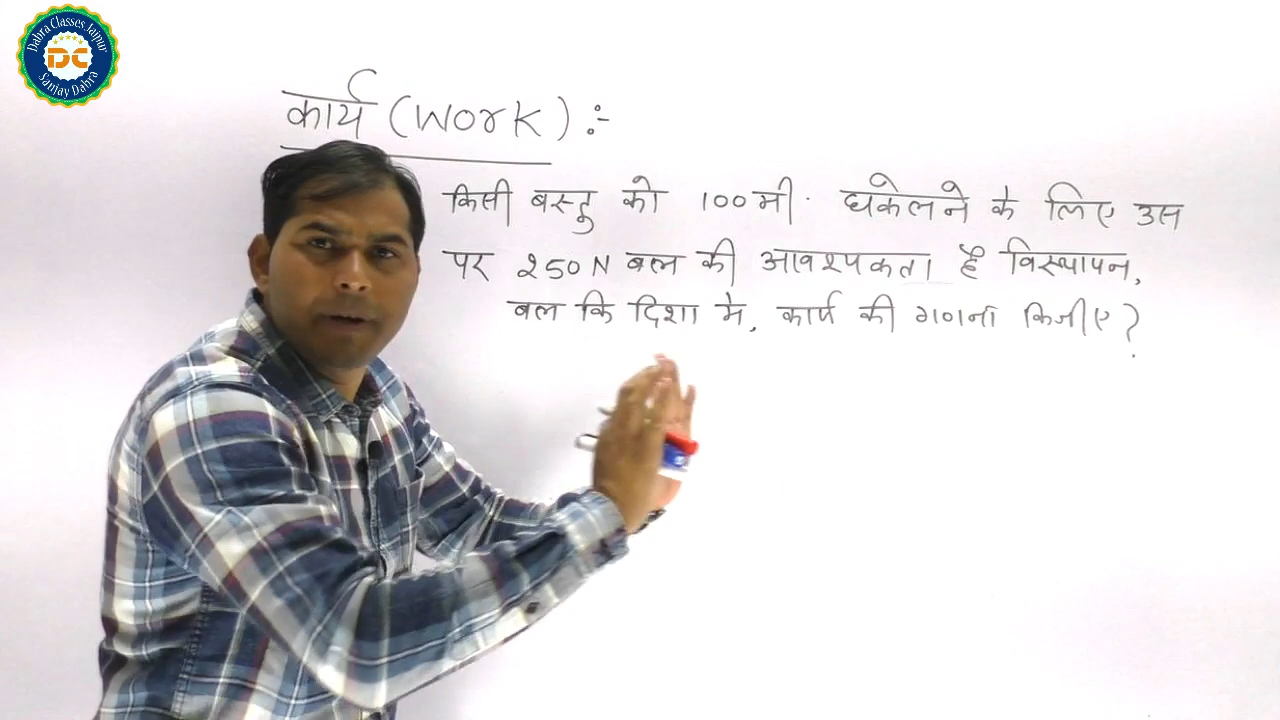 Dabra Classes Jaipur
DC
Sanjay Dabra
कार्य (Work) :-
किसी बस्तु को 100मी. धकेलने के लिए उस
पर 250N बल की आवश्यकता है विस्थापन,
बल कि दिशा मे, कार्य की गणना किजीए ?